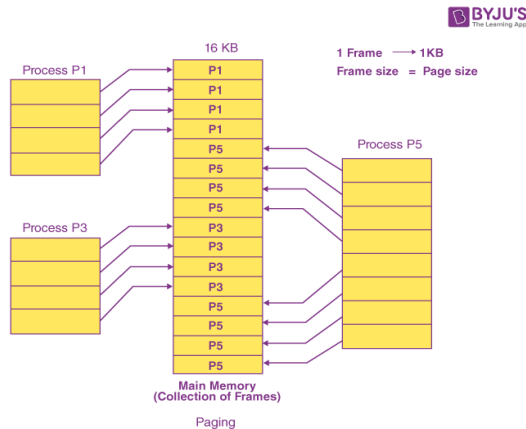 BYJU'S
The Learning App
16 KB
1 Frame → 1KB
Frame size = Page size
Process P1
P1
P1
P1
P1
Process P5
P5
P5
P5
P5
Process P3
P3
P3
P3
P3
P5
P5
P5
P5
Main Memory
(Collection of Frames)
Paging